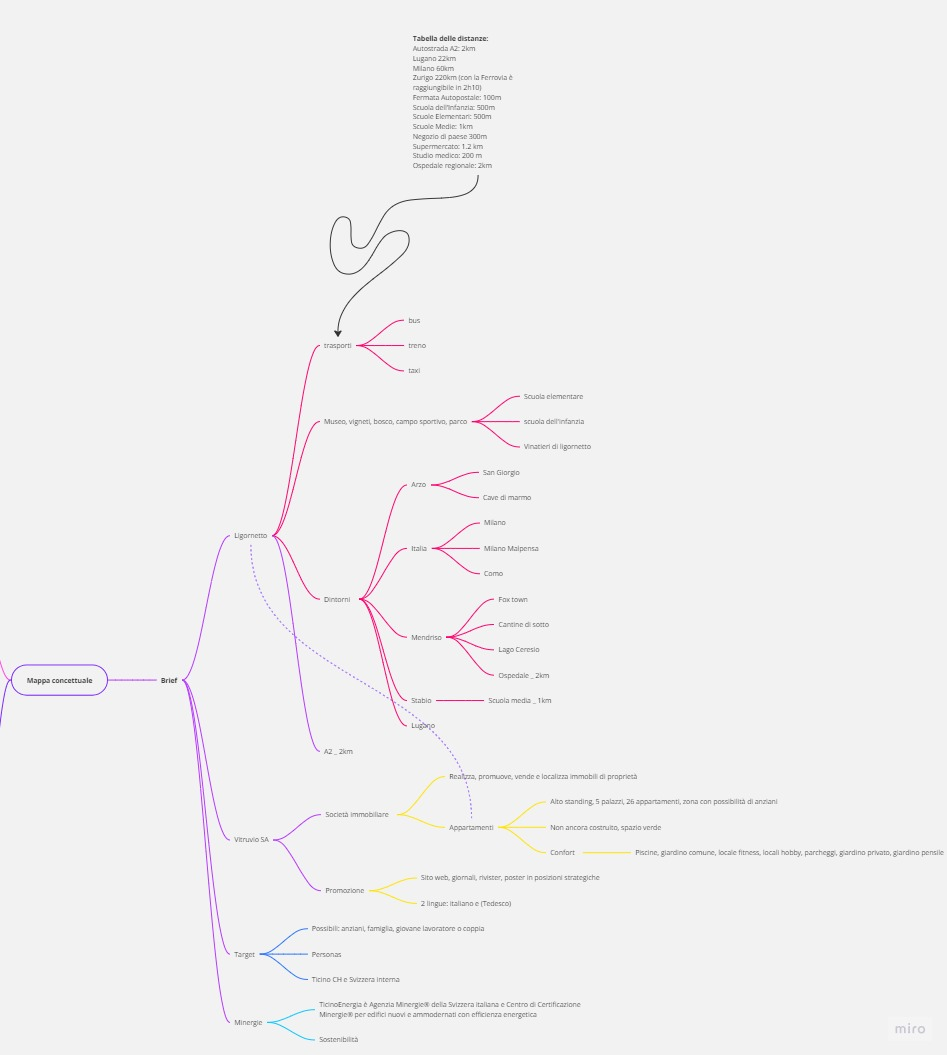 Tabella delle distanze:
Autostrada A2: 2km
Lugano 22km
Milano 60km
Zurigo 220km (con la Ferrovia è
raggiungibile in 2h10)
Fermata Autopostale: 100m
Scuola dell'Infanzia: 500m
Scuole Elementari: 500m
Scuole Medie: 1km
Negozio di paese 300m
Supermercato: 1.2 km
Studio medico: 200 m
Ospedale regionale: 2km
bus
trasporti
treno
taxi
Scuola elementare
Museo, vigneti, bosco, campo sportivo, parco
scuola dell'infanzia
Vinatieri di ligornetto
San Giorgio
Arzo
Cave di marmo
Milano
Ligornetto
Italia
Milano Malpensa
Como
Dintorni
Fox town
Cantine di sotto
Mendriso
Lago Ceresio
Ospedale _ 2km
Mappa concettuale
Brief
Stabio
Scuola media _ 1km
Lugano
A2 _ 2km
Realizza, promuove, vende e localizza immobili di proprietà
Alto standing, 5 palazzi, 26 appartamenti, zona con possibilità di anziani
Società immobiliare
Appartamenti
Non ancora costruito, spazio verde
Vitruvio SA
Confort
Piscine, giardino comune, locale fitness, locali hobby, parcheggi, giardino privato, giardino pensile
Sito web, giornali, rivister, poster in posizioni strategiche
Promozione
2 lingue: italiano e (Tedesco)
Possibili: anziani, famiglia, giovane lavoratore o coppia
Target
Personas
Ticino CH e Svizzera interna
TicinoEnergia è Agenzia Minergie® della Svizzera italiana e Centro di Certificazione
Minergie® per edifici nuovi e ammodernati con efficienza energetica
Minergie
Sostenibilità
miro